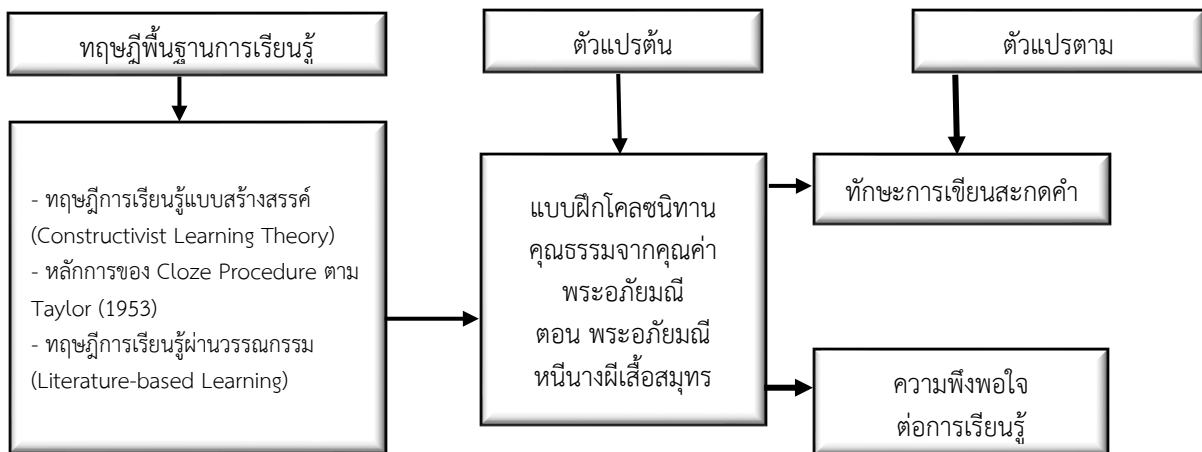 ทฤษฎีพื้นฐานการเรียนรู้
ตัวแปรต้น
ตัวแปรตาม
- ทฤษฎีการเรียนรู้แบบสร้างสรรค์
(Constructivist Learning Theory)
- หลักการของ Cloze Procedure ตาม
Taylor (1953)
- ทฤษฎีการเรียนรู้ผ่านวรรณกรรม
(Literature-based Learning)
แบบฝึกโคลซนิทาน
คุณธรรมจากคุณค่า
พระอภัยมณี
ตอน พระอภัยมณี
หนีนางผีเสื้อสมุทร
ทักษะการเขียนสะกดคำ
ความพึงพอใจ
ต่อการเรียนรู้